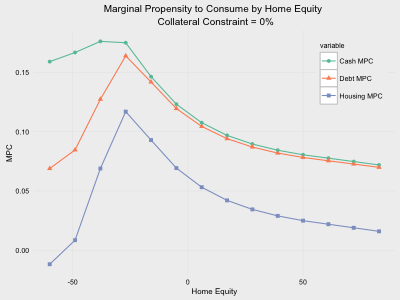 Marginal Propensity to Consume by Home Equity
Collateral Constraint = 0%
variable
Cash MPC
Debt MPC
Housing MPC
MPC
0.15
0.10
0.05
0.00
-50
0
50
Home Equity